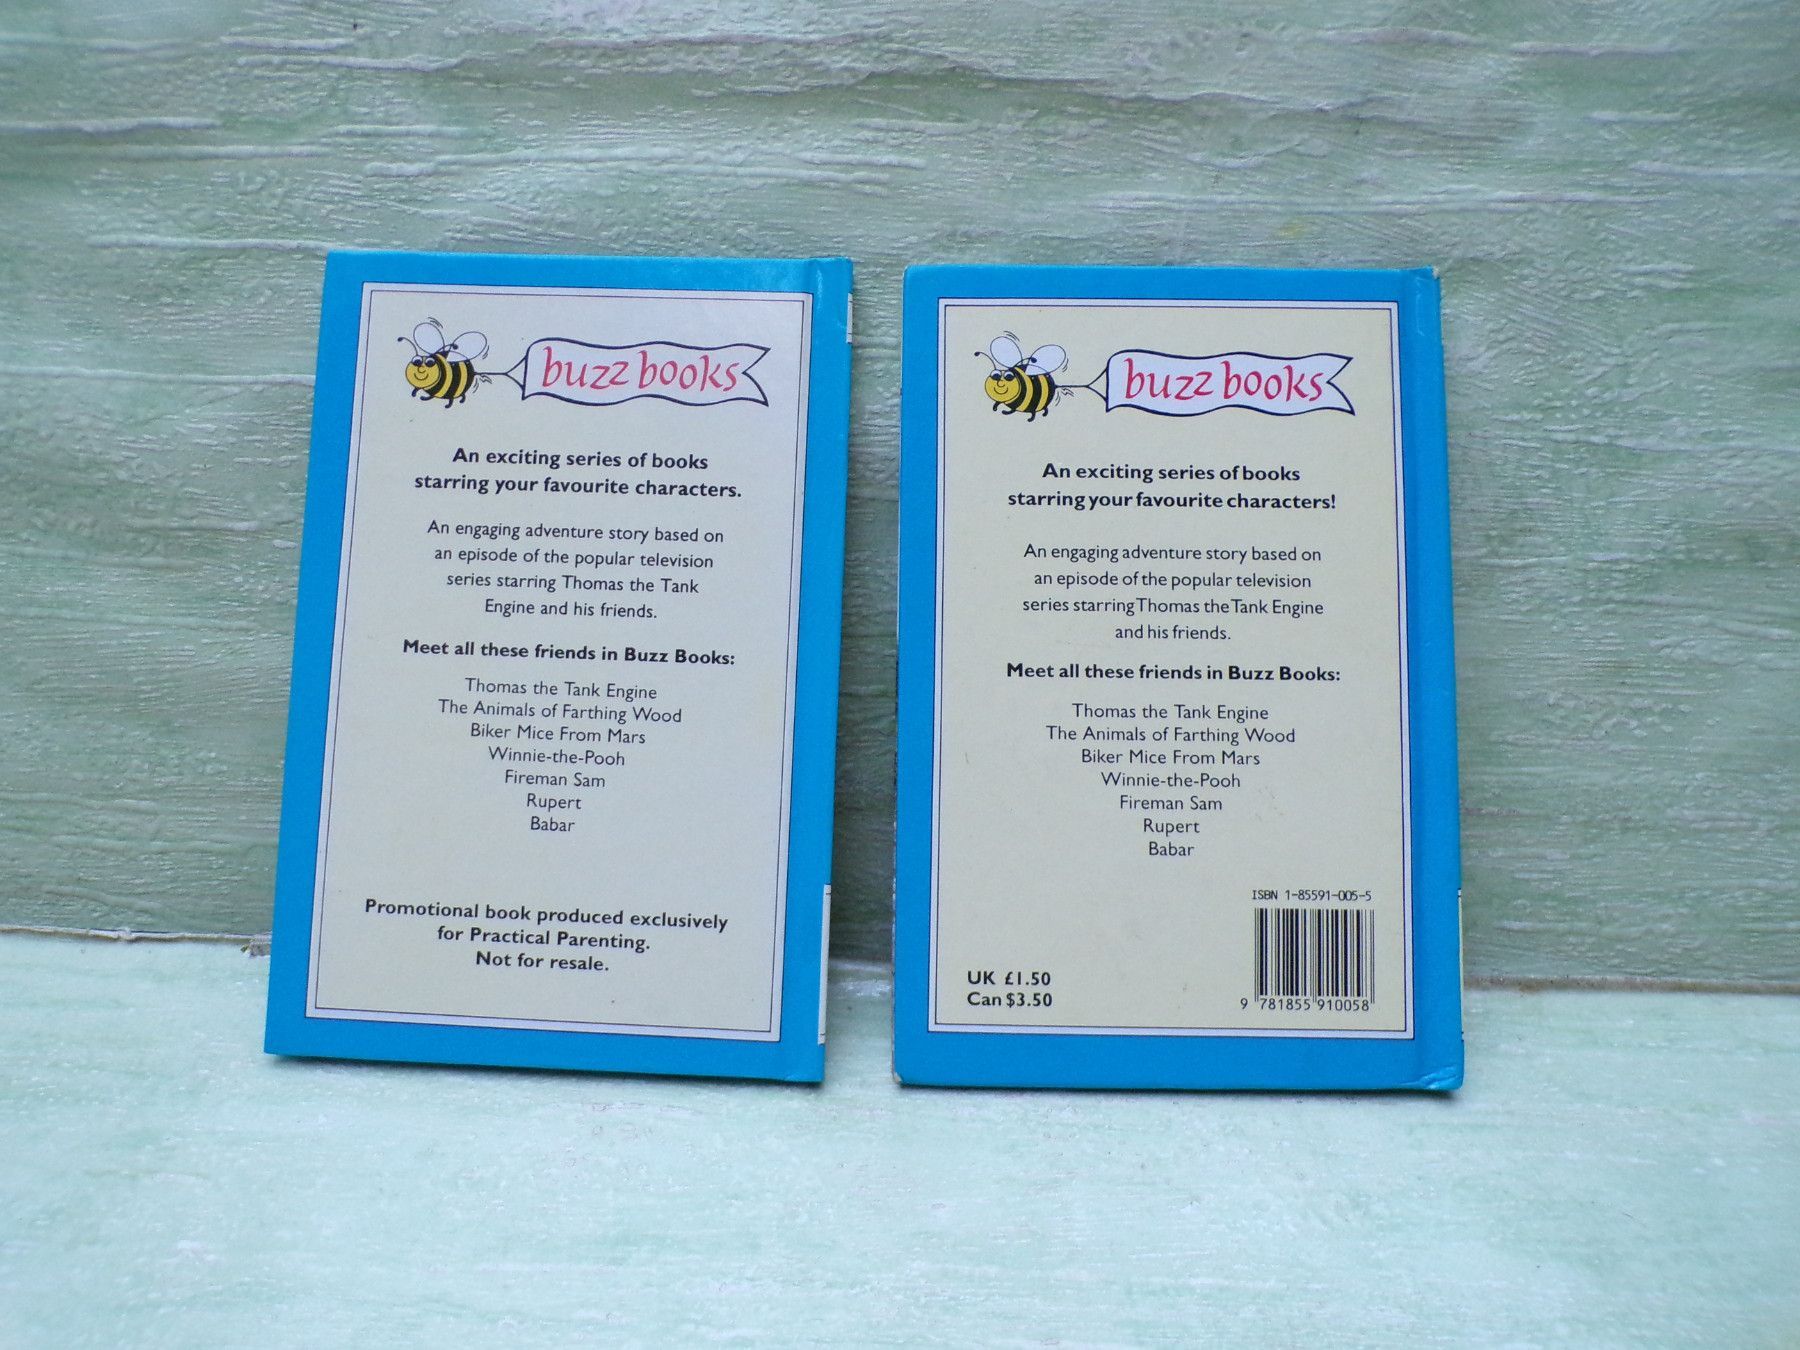 buzz books
An exciting series of books
starring your favourite characters.
An engaging adventure story based on
an episode of the popular television
series starring Thomas the Tank
Engine and his friends.
Meet all these friends in Buzz Books:
Thomas the Tank Engine
The Animals of Farthing Wood
Biker Mice From Mars
Winnie-the-Pooh
Fireman Sam
Rupert
Babar
Promotional book produced exclusively
for Practical Parenting.
Not for resale.
buzz books
An exciting series of books
starring your favourite characters!
An engaging adventure story based on
an episode of the popular television
series starring Thomas the Tank Engine
and his friends.
Meet all these friends in Buzz Books:
Thomas the Tank Engine
The Animals of Farthing Wood
Biker Mice From Mars
Winnie-the-Pooh
Fireman Sam
Rupert
Babar
ISBN 1-85591-005-5
UK £1.50
Can $3.50
9 781855 910058